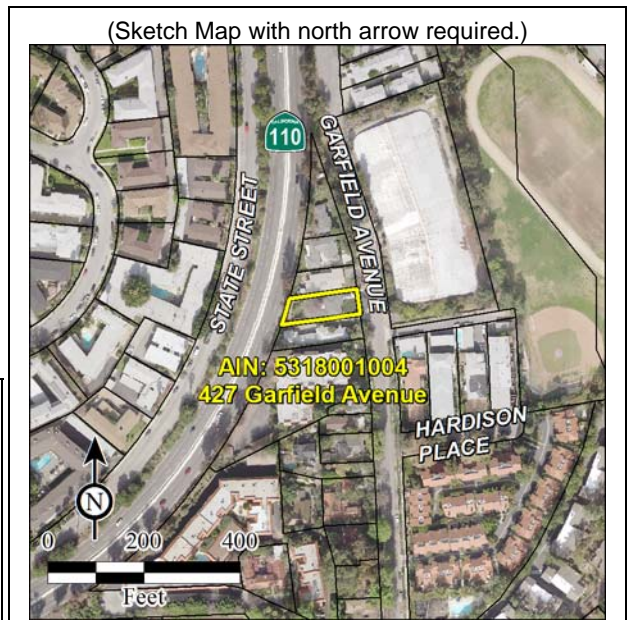 (Sketch Map with north arrow required.)
CALIFORNIA
110
GARFIELD AVENUE
STATE STREET
AIN: 5318001004
427 Garfield Avenue
HARDISON
PLACE
N
0 200 400
Feet